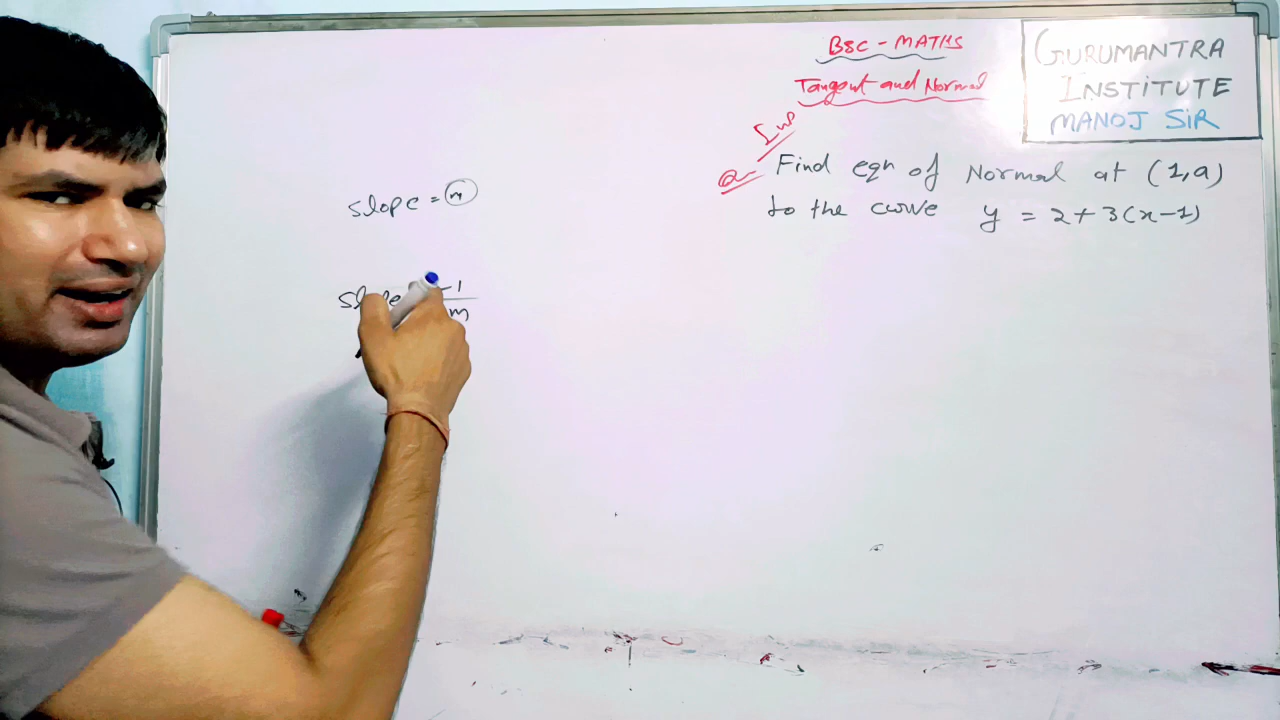 BSC - MATHS
Tangent and Normal
GURUMANTRA
INSTITUTE
MANOJ SIR
Imp
Q- Find eqn of Normal at (1,a)
to the curve y = 2+3(x-1)
slope = m
slope -1
m